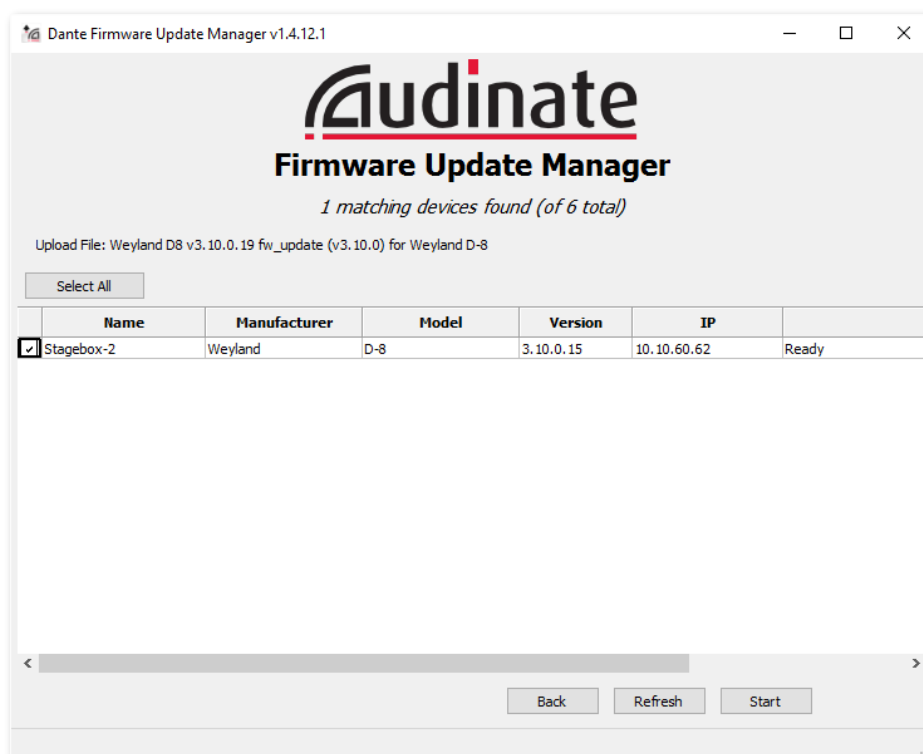 Dante Firmware Update Manager v1.4.12.1
Audinate
Firmware Update Manager
1 matching devices found (of 6 total)
Upload File: Weyland D8 v3.10.0.19 fw_update (v3.10.0) for Weyland D-8
Select All
Name Manufacturer Model Version IP
Stagebox-2 Weyland D-8 3.10.0.15 10.10.60.62 Ready
Back Refresh Start